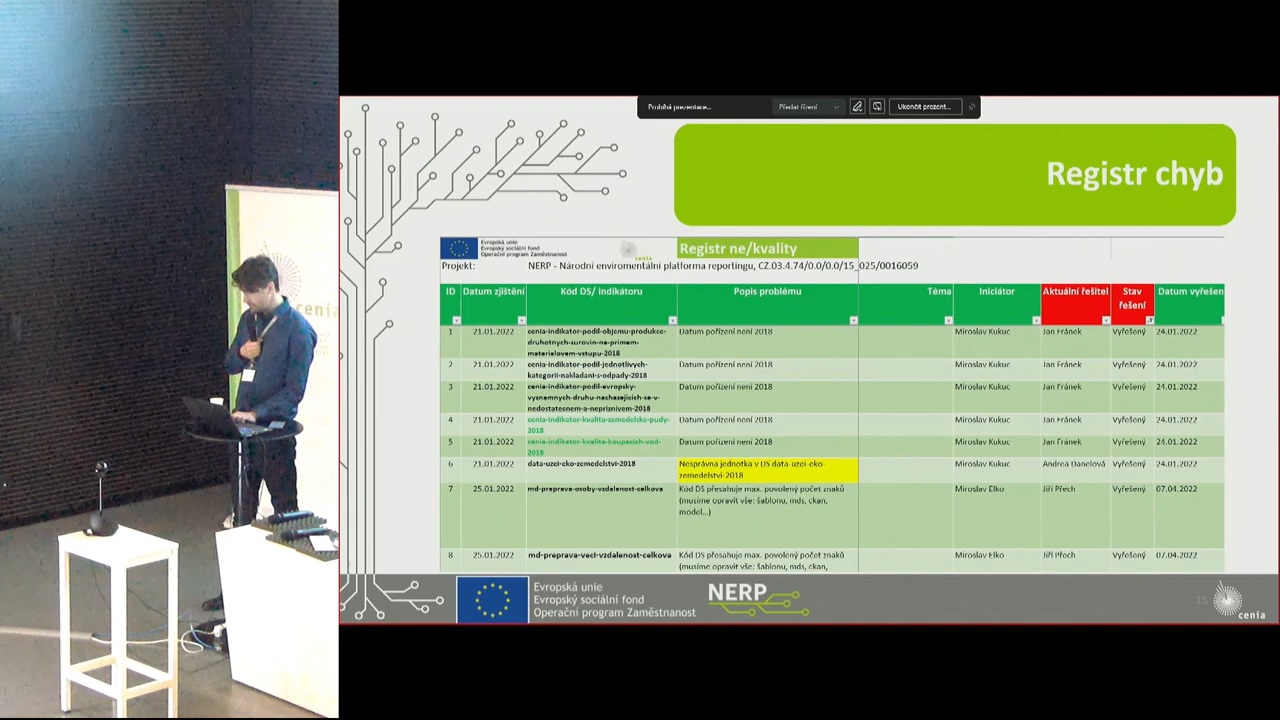 Probíhá prezentace...
Předat řízení
Ukončit prezent...
Registr chyb
Evropská unie
Evropský sociální fond
Operační program Zaměstnanost
cenia
Registr ne/kvality
Projekt: NERP - Národní enviromentální platforma reportingu, CZ.03.4.74/0.0/0.0/15_025/0016059
ID Datum zjištění Kód DS/ indikátoru Popis problému Téma Iniciátor Aktuální řešitel Stav řešení Datum vyřešen
1 21.01.2022 cenia-indikator-podil-objemu-produkce-druhotnych-surovin-na-primem-materialovem-vstupu-2018 Datum pořízení není 2018 Miroslav Kukuc Jan Fránek Vyřešený 24.01.2022
2 21.01.2022 cenia-indikator-podil-jednotlivych-kategorii-nakladani-s-odpady-2018 Datum pořízení není 2018 Miroslav Kukuc Jan Fránek Vyřešený 24.01.2022
3 21.01.2022 cenia-indikator-podil-evropsky-vyznamnych-druhu-nachazejicich-se-v-nedostatecnem-a-nepriznivem-2018 Datum pořízení není 2018 Miroslav Kukuc Jan Fránek Vyřešený 24.01.2022
4 21.01.2022 cenia-indikator-kvalita-zemedelske-pudy-2018 Datum pořízení není 2018 Miroslav Kukuc Jan Fránek Vyřešený 24.01.2022
5 21.01.2022 cenia-indikator-kvalita-koupacich-vod-2018 Datum pořízení není 2018 Miroslav Kukuc Jan Fránek Vyřešený 24.01.2022
6 21.01.2022 data-uzei-eko-zemedelstvi-2018 Nesprávna jednotka v DS data-uzei-eko-zemedelstvi-2018 Miroslav Kukuc Andrea Danelová Vyřešený 24.01.2022
7 25.01.2022 md-preprava-osoby-vzdalenost-celkova Kód DS přesahuje max. povolený počet znaků (musíme opravit vše: šablonu, mds, ckan, model...) Miroslav Elko Jiří Přech Vyřešený 07.04.2022
8 25.01.2022 md-preprava-veci-vzdalenost-celkova Kód DS přesahuje max. povolený počet znaků (musíme opravit vše: šablonu, mds, ckan, Miroslav Elko Jiří Přech Vyřešený 07.04.2022
Evropská unie
Evropský sociální fond
Operační program Zaměstnanost
NERP
15
cenia
cenia